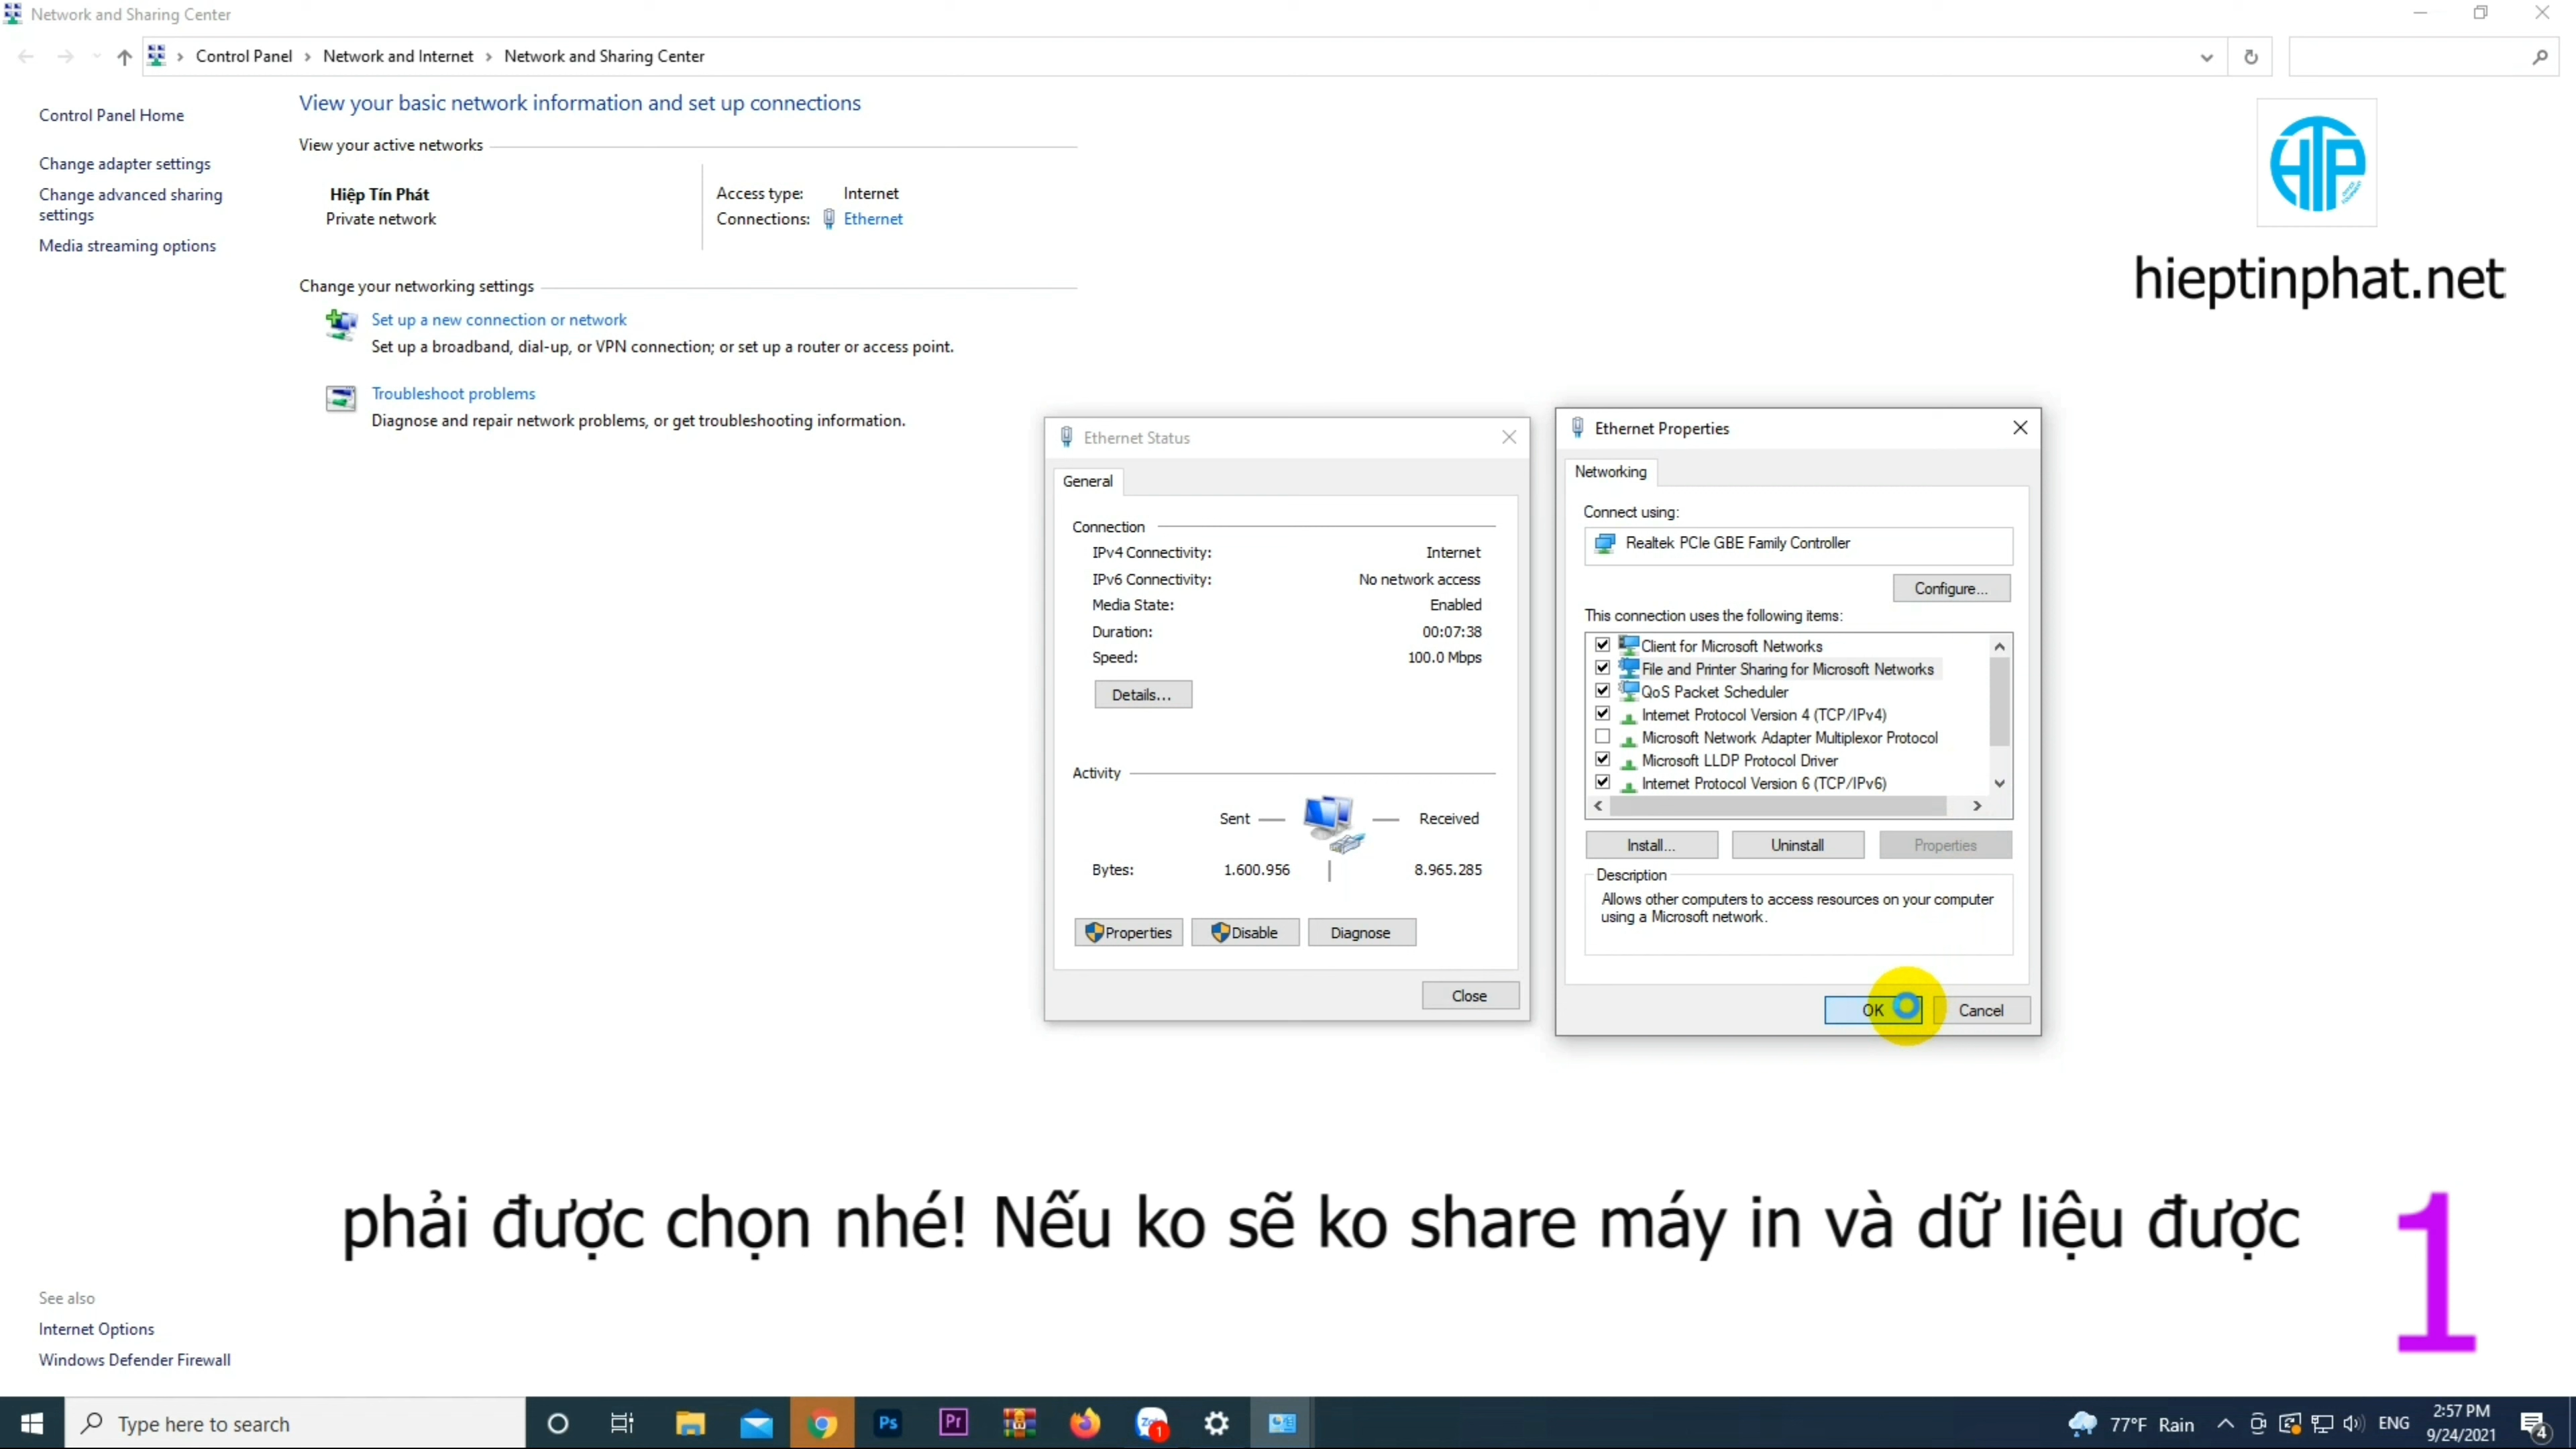 Network and Sharing Center
Control Panel › Network and Internet › Network and Sharing Center
Control Panel Home
Change adapter settings
Change advanced sharing
settings
Media streaming options
View your basic network information and set up connections
View your active networks
Hiệp Tín Phát
Private network
Access type: Internet
Connections: Ethernet
Change your networking settings
Set up a new connection or network
Set up a broadband, dial-up, or VPN connection; or set up a router or access point.
Troubleshoot problems
Diagnose and repair network problems, or get troubleshooting information.
HTP
hieptinphat.net
Ethernet Status
General
Connection
IPv4 Connectivity: Internet
IPv6 Connectivity: No network access
Media State: Enabled
Duration: 00:07:38
Speed: 100.0 Mbps
Details...
Activity
Sent — Received
Bytes: 1.600.956 8.965.285
Properties Disable Diagnose
Close
Ethernet Properties
Networking
Connect using:
Realtek PCIe GBE Family Controller
Configure...
This connection uses the following items:
Client for Microsoft Networks
File and Printer Sharing for Microsoft Networks
QoS Packet Scheduler
Internet Protocol Version 4 (TCP/IPv4)
Microsoft Network Adapter Multiplexor Protocol
Microsoft LLDP Protocol Driver
Internet Protocol Version 6 (TCP/IPv6)
Install... Uninstall Properties
Description
Allows other computers to access resources on your computer
using a Microsoft network.
OK Cancel
phải được chọn nhé! Nếu ko sẽ ko share máy in và dữ liệu được
1
See also
Internet Options
Windows Defender Firewall
Type here to search
Ps
Pr
Zalo
1
77°F Rain
ENG
2:57 PM
9/24/2021
4